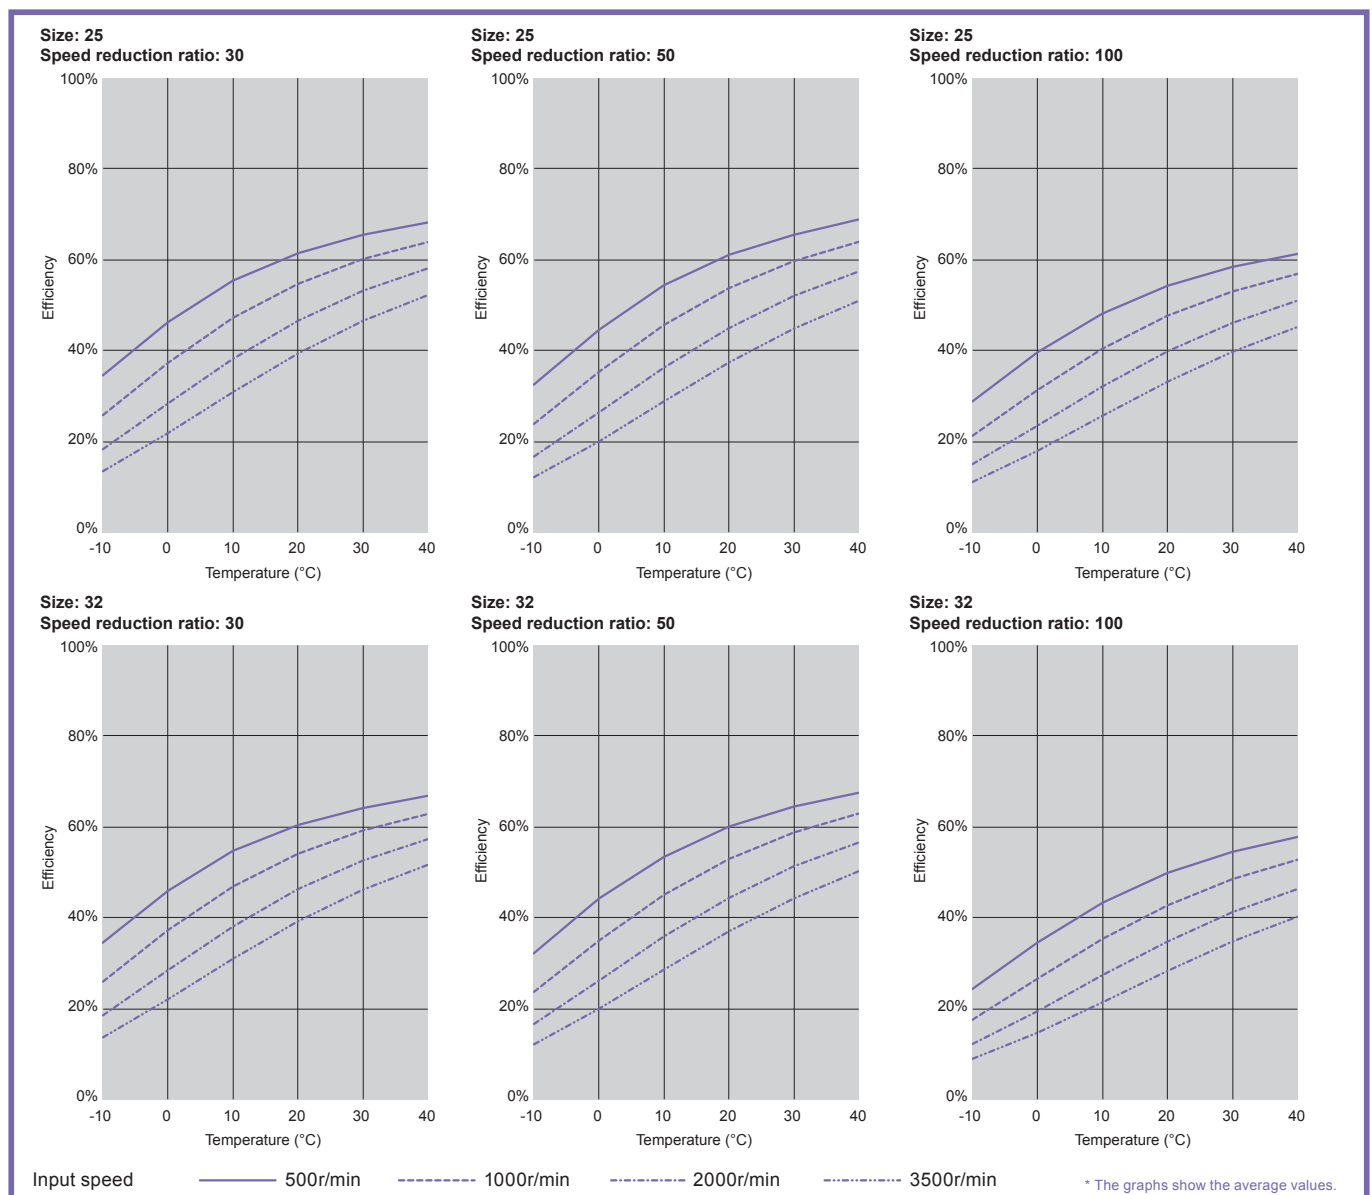 Size: 25
Speed reduction ratio: 30
100%
80%
60%
40%
20%
0%
Efficiency
-10 0 10 20 30 40
Temperature (°C)
Size: 25
Speed reduction ratio: 50
100%
80%
60%
40%
20%
0%
Efficiency
-10 0 10 20 30 40
Temperature (°C)
Size: 25
Speed reduction ratio: 100
100%
80%
60%
40%
20%
0%
Efficiency
-10 0 10 20 30 40
Temperature (°C)
Size: 32
Speed reduction ratio: 30
100%
80%
60%
40%
20%
0%
Efficiency
-10 0 10 20 30 40
Temperature (°C)
Size: 32
Speed reduction ratio: 50
100%
80%
60%
40%
20%
0%
Efficiency
-10 0 10 20 30 40
Temperature (°C)
Size: 32
Speed reduction ratio: 100
100%
80%
60%
40%
20%
0%
Efficiency
-10 0 10 20 30 40
Temperature (°C)
Input speed 500r/min 1000r/min 2000r/min 3500r/min
* The graphs show the average values.